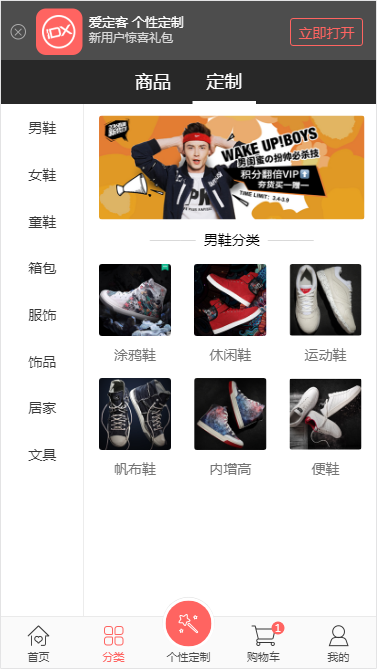 IDX
爱定客 个性定制
新用户惊喜礼包
立即打开
商品
定制
男鞋
女鞋
童鞋
箱包
服饰
饰品
居家
文具
WAKE UP!BOYS
男闺蜜の扮帅必杀技
积分翻倍VIP
夯货买一赠一
TIME LIMIT: 3.4-3.9
男鞋分类
涂鸦鞋
休闲鞋
运动鞋
帆布鞋
内增高
便鞋
首页
分类
个性定制
1
购物车
我的